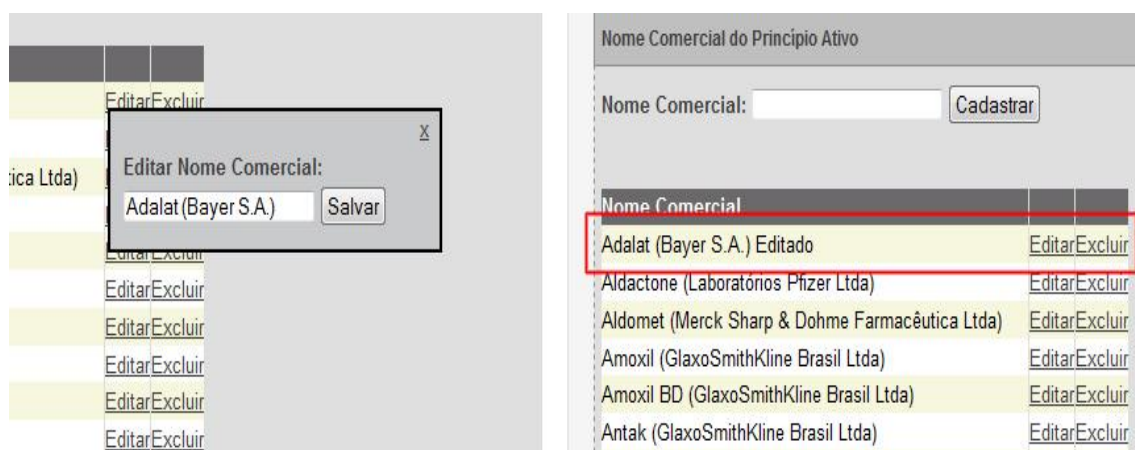 EditarExcluir
x
Editar Nome Comercial:
ica Ltda)
Adalat (Bayer S.A.) Salvar
EditarExcluir
EditarExcluir
EditarExcluir
EditarExcluir
EditarExcluir
EditarExcluir
Nome Comercial do Princípio Ativo
Nome Comercial: Cadastrar
Nome Comercial
Adalat (Bayer S.A.) Editado EditarExcluir
Aldactone (Laboratórios Pfizer Ltda) EditarExcluir
Aldomet (Merck Sharp & Dohme Farmacêutica Ltda) EditarExcluir
Amoxil (GlaxoSmithKline Brasil Ltda) EditarExcluir
Amoxil BD (GlaxoSmithKline Brasil Ltda) EditarExcluir
Antak (GlaxoSmithKline Brasil Ltda) EditarExcluir